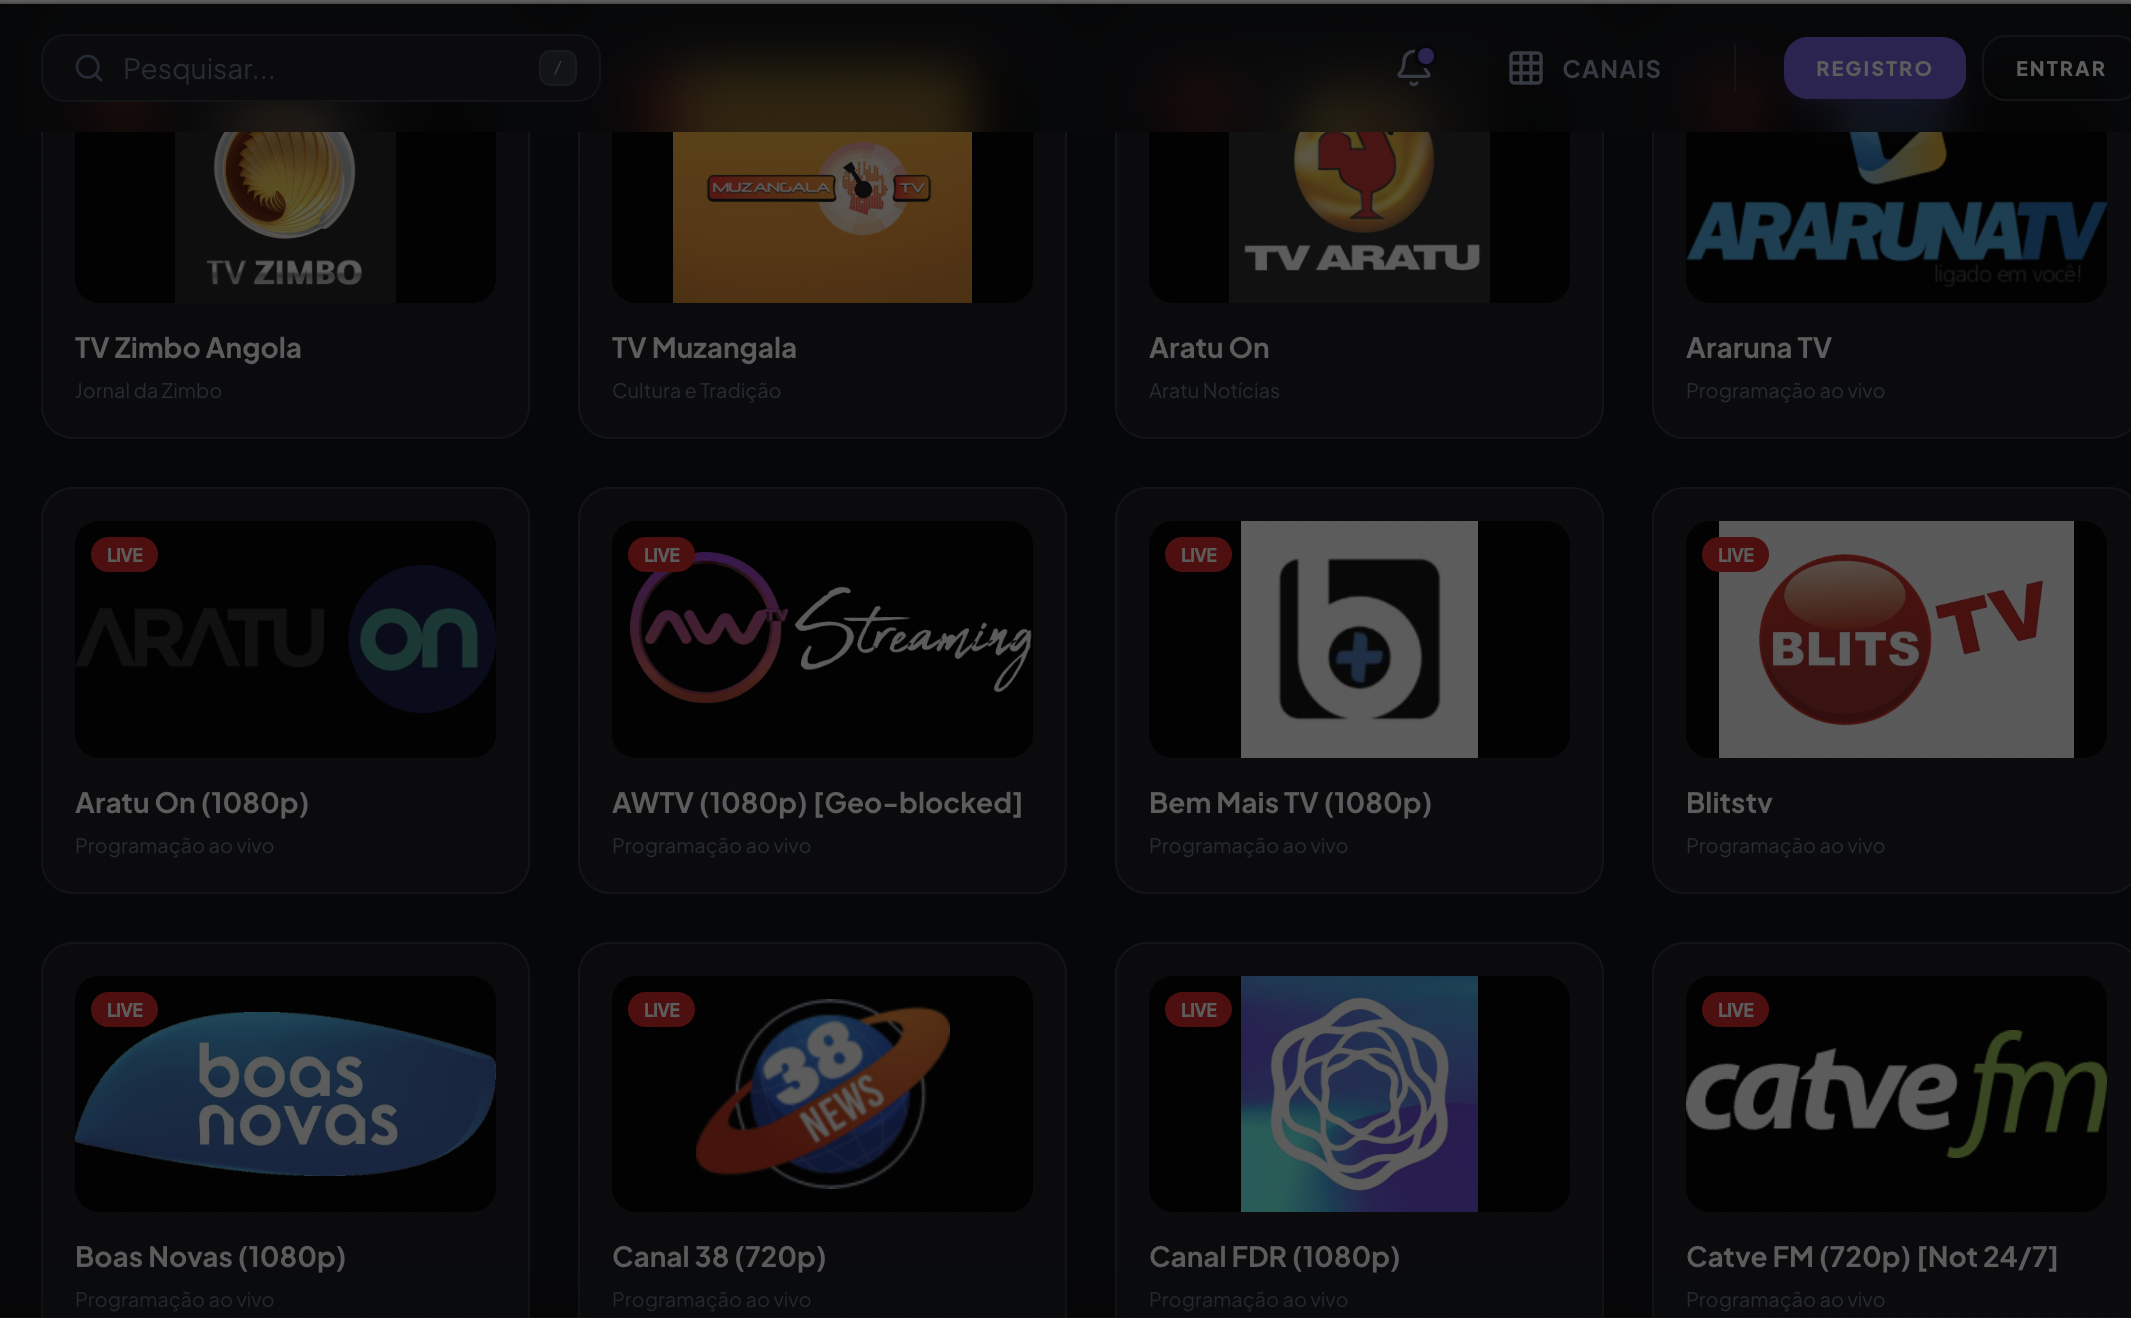 Pesquisar...
/
CANAIS
REGISTRO
ENTRAR
TV ZIMBO
MUZANGALA TV
TV ARATU
ARARUNATV
ligado em você!
TV Zimbo Angola
TV Muzangala
Aratu On
Araruna TV
Jornal da Zimbo
Cultura e Tradição
Aratu Notícias
Programação ao vivo
LIVE
LIVE
LIVE
LIVE
ARATU on
AW TV Streaming
b
BLITS TV
Aratu On (1080p)
AWTV (1080p) [Geo-blocked]
Bem Mais TV (1080p)
Blitstv
Programação ao vivo
Programação ao vivo
Programação ao vivo
Programação ao vivo
LIVE
LIVE
LIVE
LIVE
boas
novas
38
NEWS
catve fm
Boas Novas (1080p)
Canal 38 (720p)
Canal FDR (1080p)
Catve FM (720p) [Not 24/7]
Programação ao vivo
Programação ao vivo
Programação ao vivo
Programação ao vivo